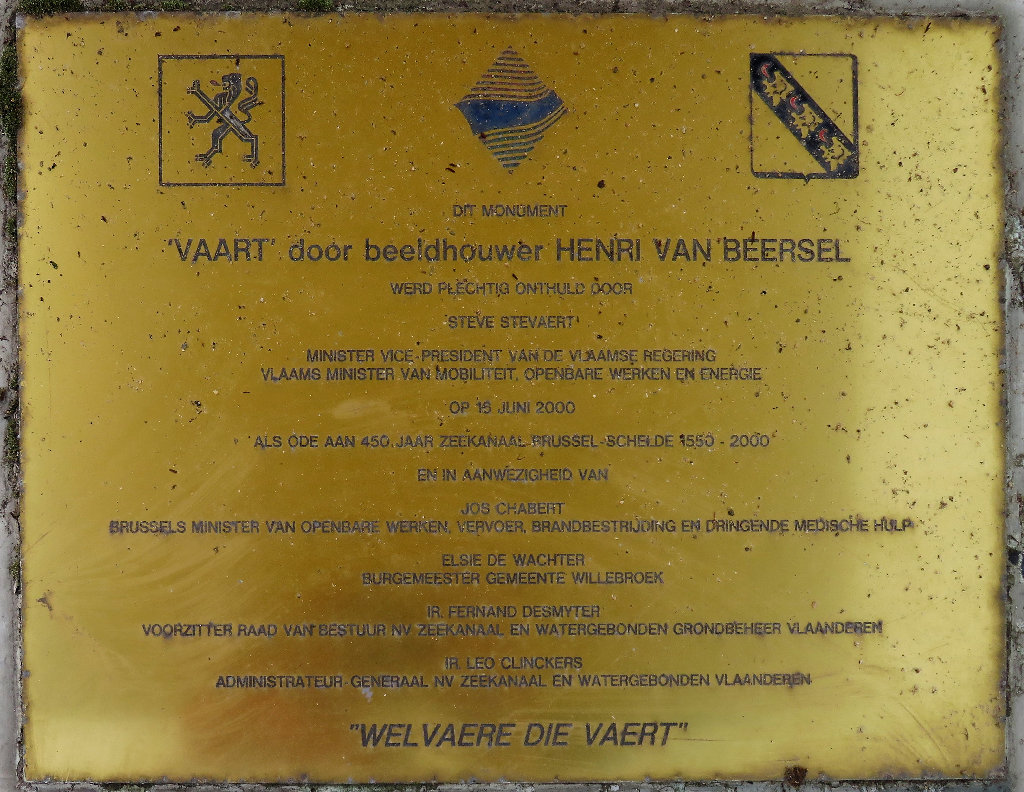 DIT MONUMENT
'VAART' door beeldhouwer HENRI VAN BEERSEL
WERD PLECHTIG ONTHULD DOOR
STEVE STEVAERT
MINISTER VICE-PRESIDENT VAN DE VLAAMSE REGERING
VLAAMS MINISTER VAN MOBILITEIT, OPENBARE WERKEN EN ENERGIE
OP 16 JUNI 2000
ALS ODE AAN 450 JAAR ZEEKANAAL BRUSSEL-SCHELDE 1550 - 2000
EN IN AANWEZIGHEID VAN
JOS CHABERT
BRUSSELS MINISTER VAN OPENBARE WERKEN, VERVOER, BRANDBESTRIJDING EN DRINGENDE MEDISCHE HULP
ELSIE DE WACHTER
BURGEMEESTER GEMEENTE WILLEBROEK
IR. FERNAND DESMYTER
VOORZITTER RAAD VAN BESTUUR NV ZEEKANAAL EN WATERGEBONDEN GRONDBEHEER VLAANDEREN
IR. LEO CLINCKERS
ADMINISTRATEUR-GENERAAL NV ZEEKANAAL EN WATERGEBONDEN VLAANDEREN
"WELVAERE DIE VAERT"